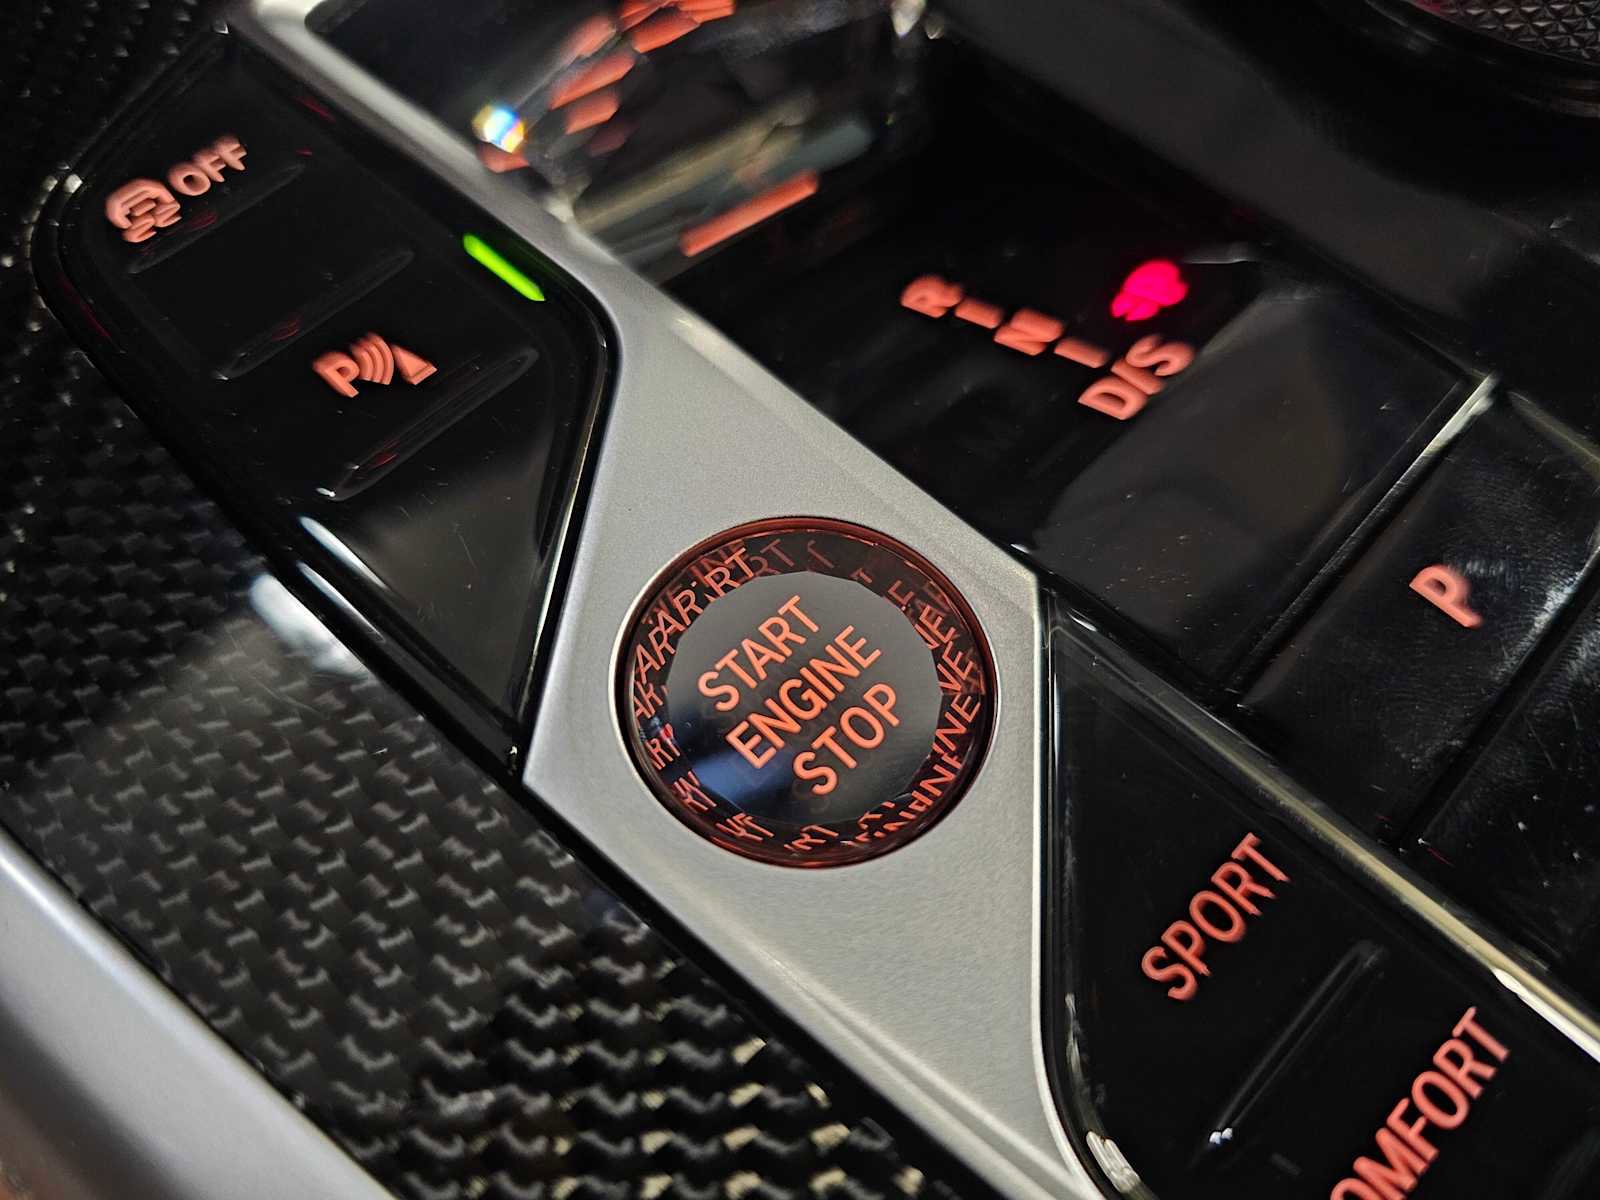 OFF
P
R
N
D/S
P
START
ENGINE
STOP
SPORT
OMFORT